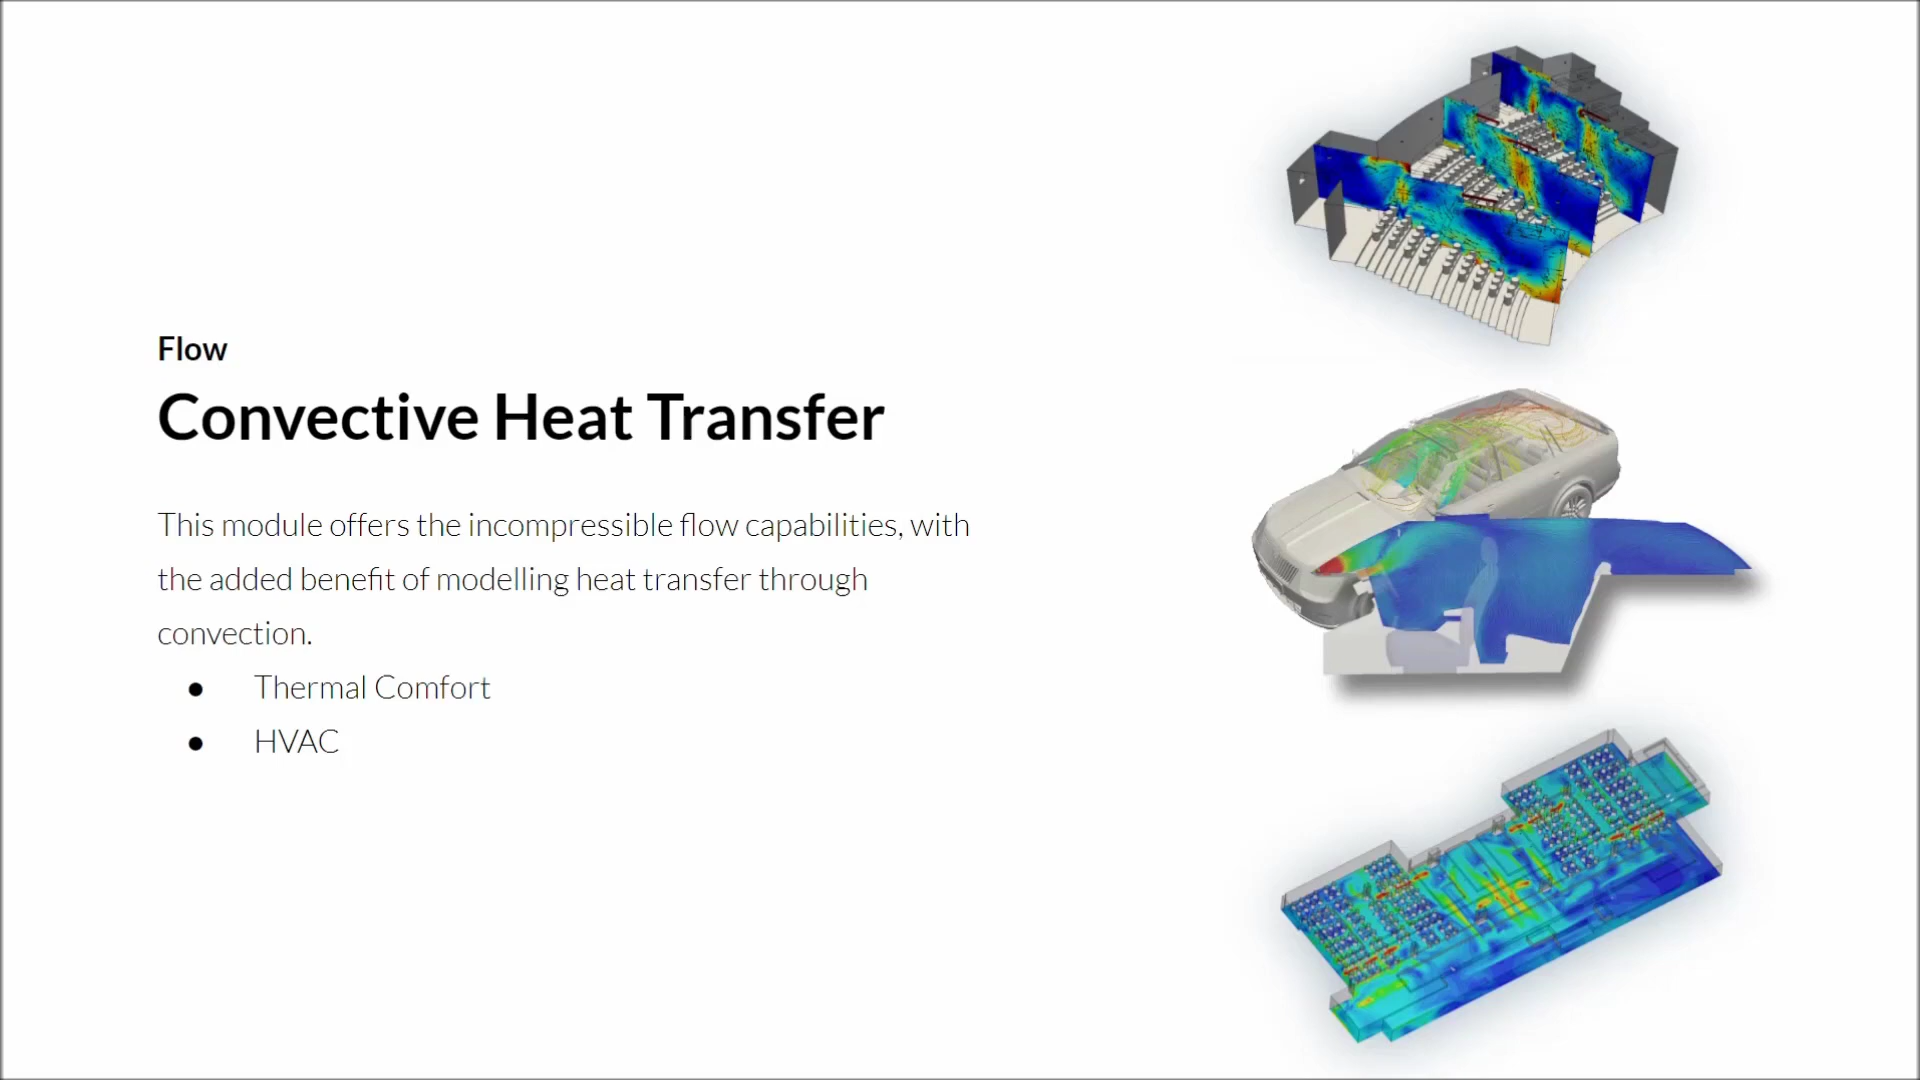 Flow
Convective Heat Transfer
This module offers the incompressible flow capabilities, with
the added benefit of modelling heat transfer through
convection.
● Thermal Comfort
● HVAC